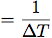 = 1/ΔT